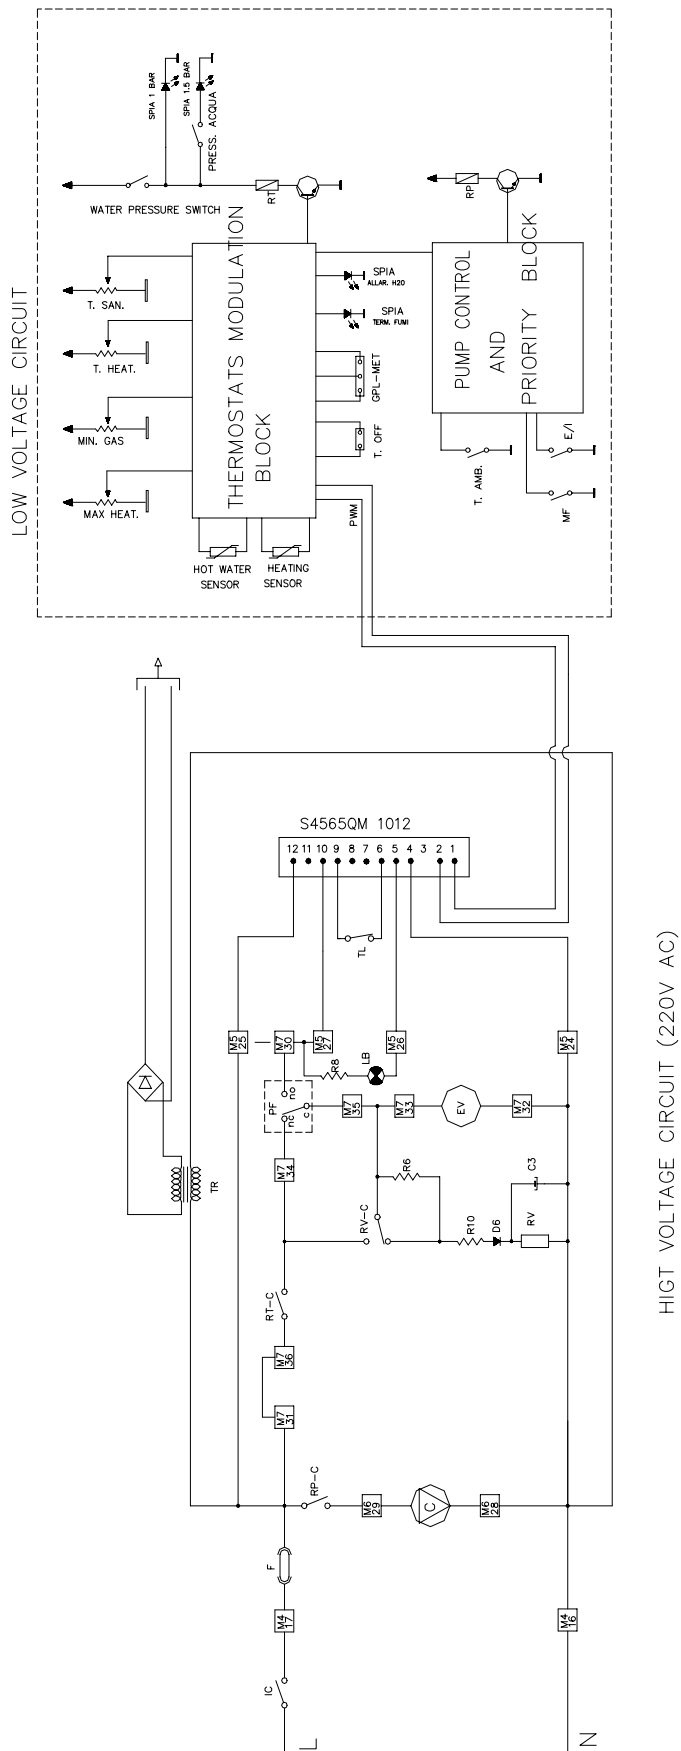 LOW VOLTAGE CIRCUIT
SPIA 1 BAR
SPIA 1.5 BAR
PRESS. ACQUA
WATER PRESSURE SWITCH
RT
RP
T. SAN.
T. HEAT.
MIN. GAS
MAX HEAT.
THERMOSTATS MODULATION
BLOCK
SPIA
ALLAR. H2O
SPIA
TERM. FUMI
GPL-MET
T. OFF
PWM
PUMP CONTROL
AND
PRIORITY BLOCK
T. AMB.
E/I
MF
HOT WATER
SENSOR
HEATING
SENSOR
S4565QM 1012
12 11 10 9 8 7 6 5 4 3 2 1
TL
M5
25
M7
30
M5
27
M5
26
M5
24
R8
LB
PF
no
nc
c
M7
35
M7
33
EV
M7
32
M7
34
TR
R6
RV-C
R10
D6
C3
RV
RT-C
M7
36
M7
31
RP-C
M6
29
C
M6
28
F
M4
17
M4
16
IC
L
N
HIGT VOLTAGE CIRCUIT (220V AC)